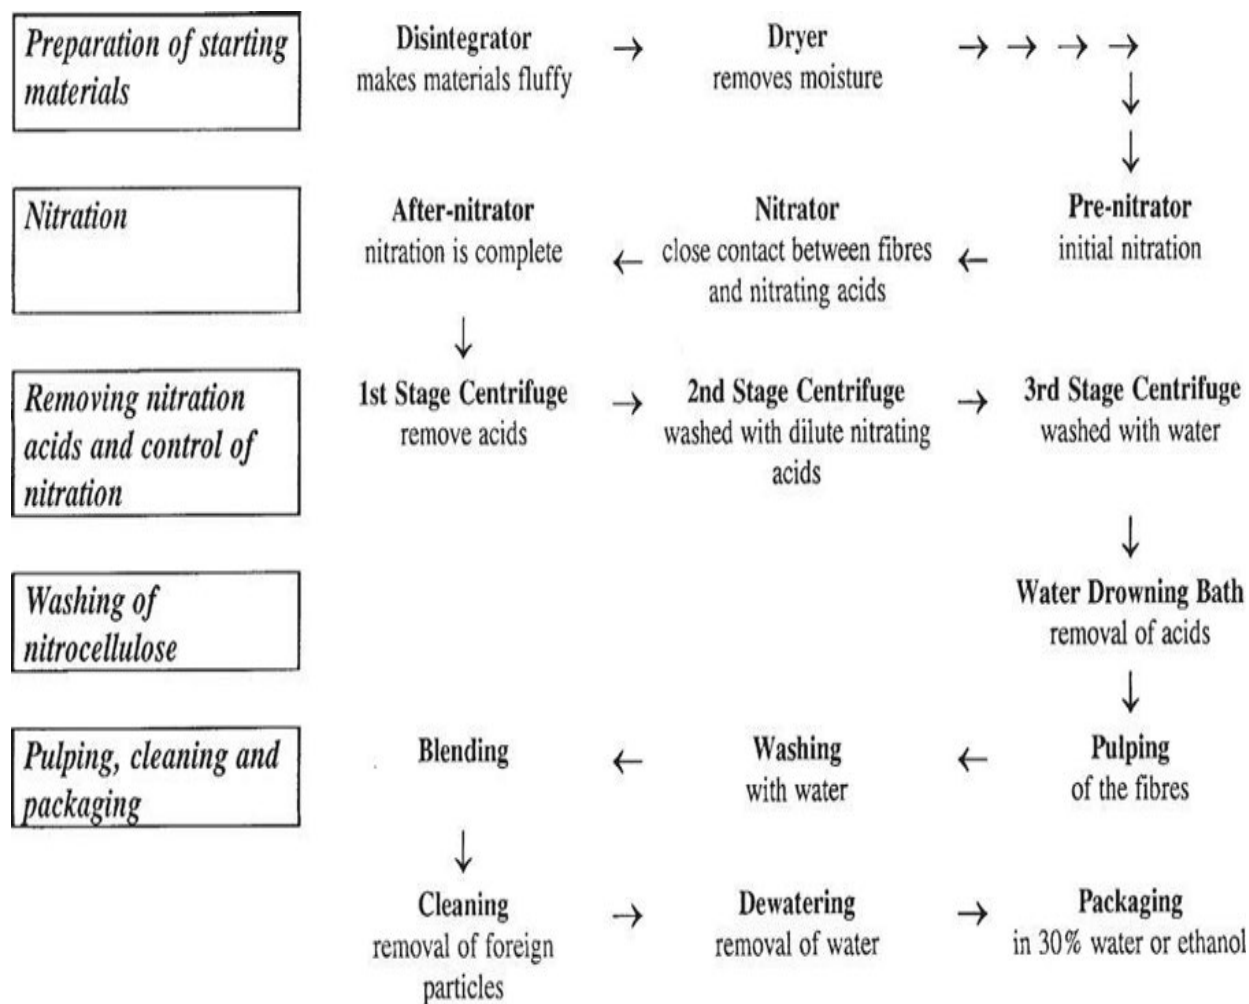 Preparation of starting
materials
Disintegrator
makes materials fluffy
→
Dryer
removes moisture
→ → → →
↓
↓
Nitration
After-nitrator
nitration is complete
←
Nitrator
close contact between fibres
and nitrating acids
←
Pre-nitrator
initial nitration
↓
Removing nitration
acids and control of
nitration
1st Stage Centrifuge
remove acids
→
2nd Stage Centrifuge
washed with dilute nitrating
acids
→
3rd Stage Centrifuge
washed with water
↓
Washing of
nitrocellulose
Water Drowning Bath
removal of acids
↓
Pulping, cleaning and
packaging
Blending
←
Washing
with water
←
Pulping
of the fibres
↓
Cleaning
removal of foreign
particles
→
Dewatering
removal of water
→
Packaging
in 30% water or ethanol